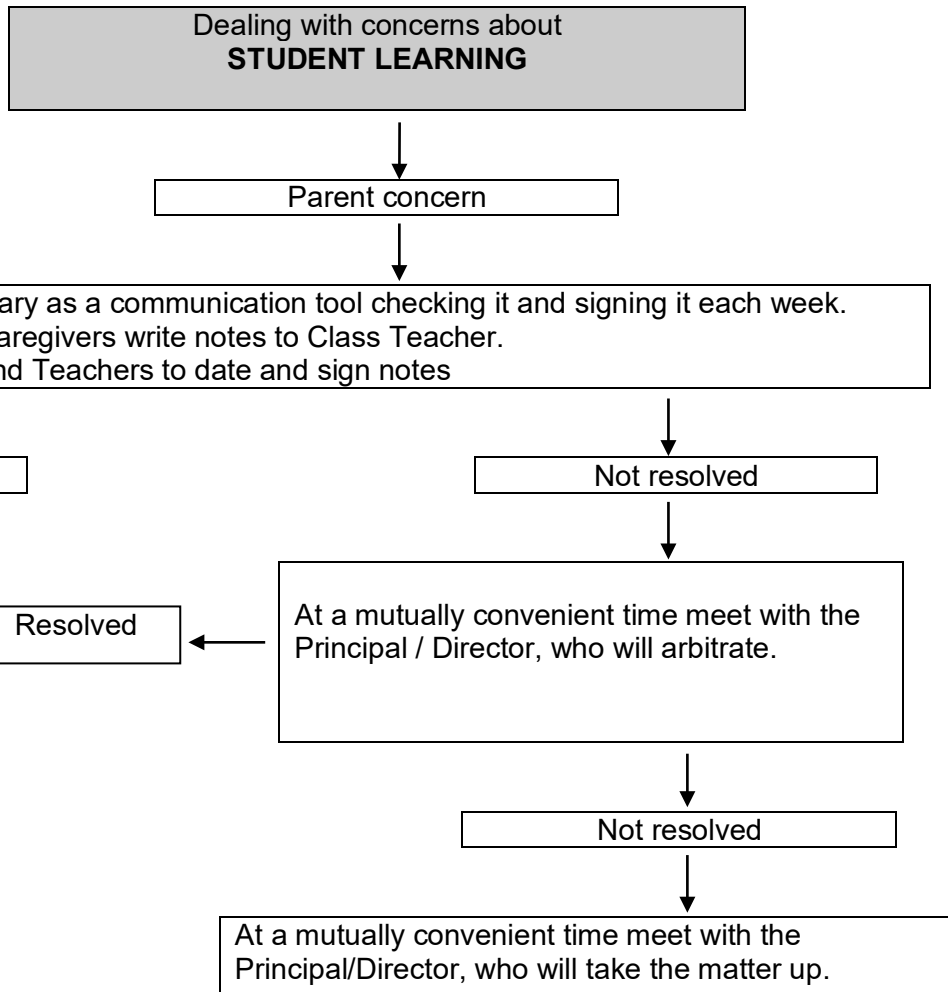 Dealing with concerns about
STUDENT LEARNING
Parent concern
ary as a communication tool checking it and signing it each week.
aregivers write notes to Class Teacher.
nd Teachers to date and sign notes
Not resolved
At a mutually convenient time meet with the
Principal / Director, who will arbitrate.
Resolved
Not resolved
At a mutually convenient time meet with the
Principal/Director, who will take the matter up.